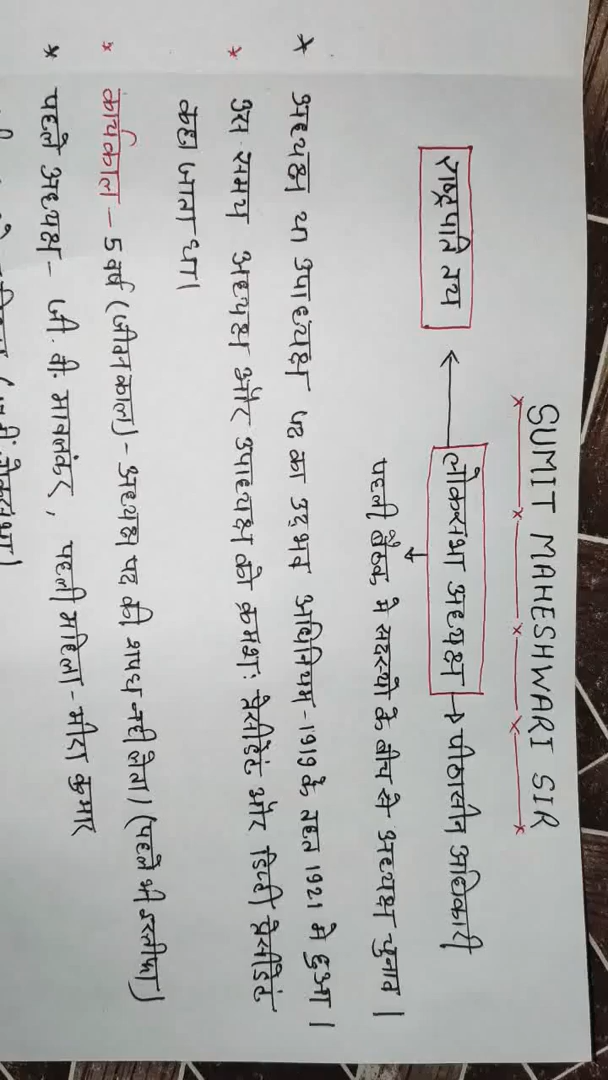 SUMIT MAHESHWARI SIR
राष्ट्रपति तय ← लोकसभा अध्यक्ष → पीठासीन अधिकारी
↓
पहली बैठक मे सदस्यो के बीच से अध्यक्ष चुनाव |
* अध्यक्ष या उपाध्यक्ष पद का उद्भव अधिनियम-1919 के तहत 1921 मे हुआ |
* उस समय अध्यक्ष और उपाध्यक्ष को क्रमशः प्रेसीडेंट और डिप्टी प्रेसीडेंट
कहा जाता था|
* कार्यकाल - 5 वर्ष (जीवनकाल) - अध्यक्ष पद की शपथ नही लेता। (पहले भी इस्तीफा)
* पहले अध्यक्ष - जी. वी. मावलंकर, पहली महिला - मीरा कुमार